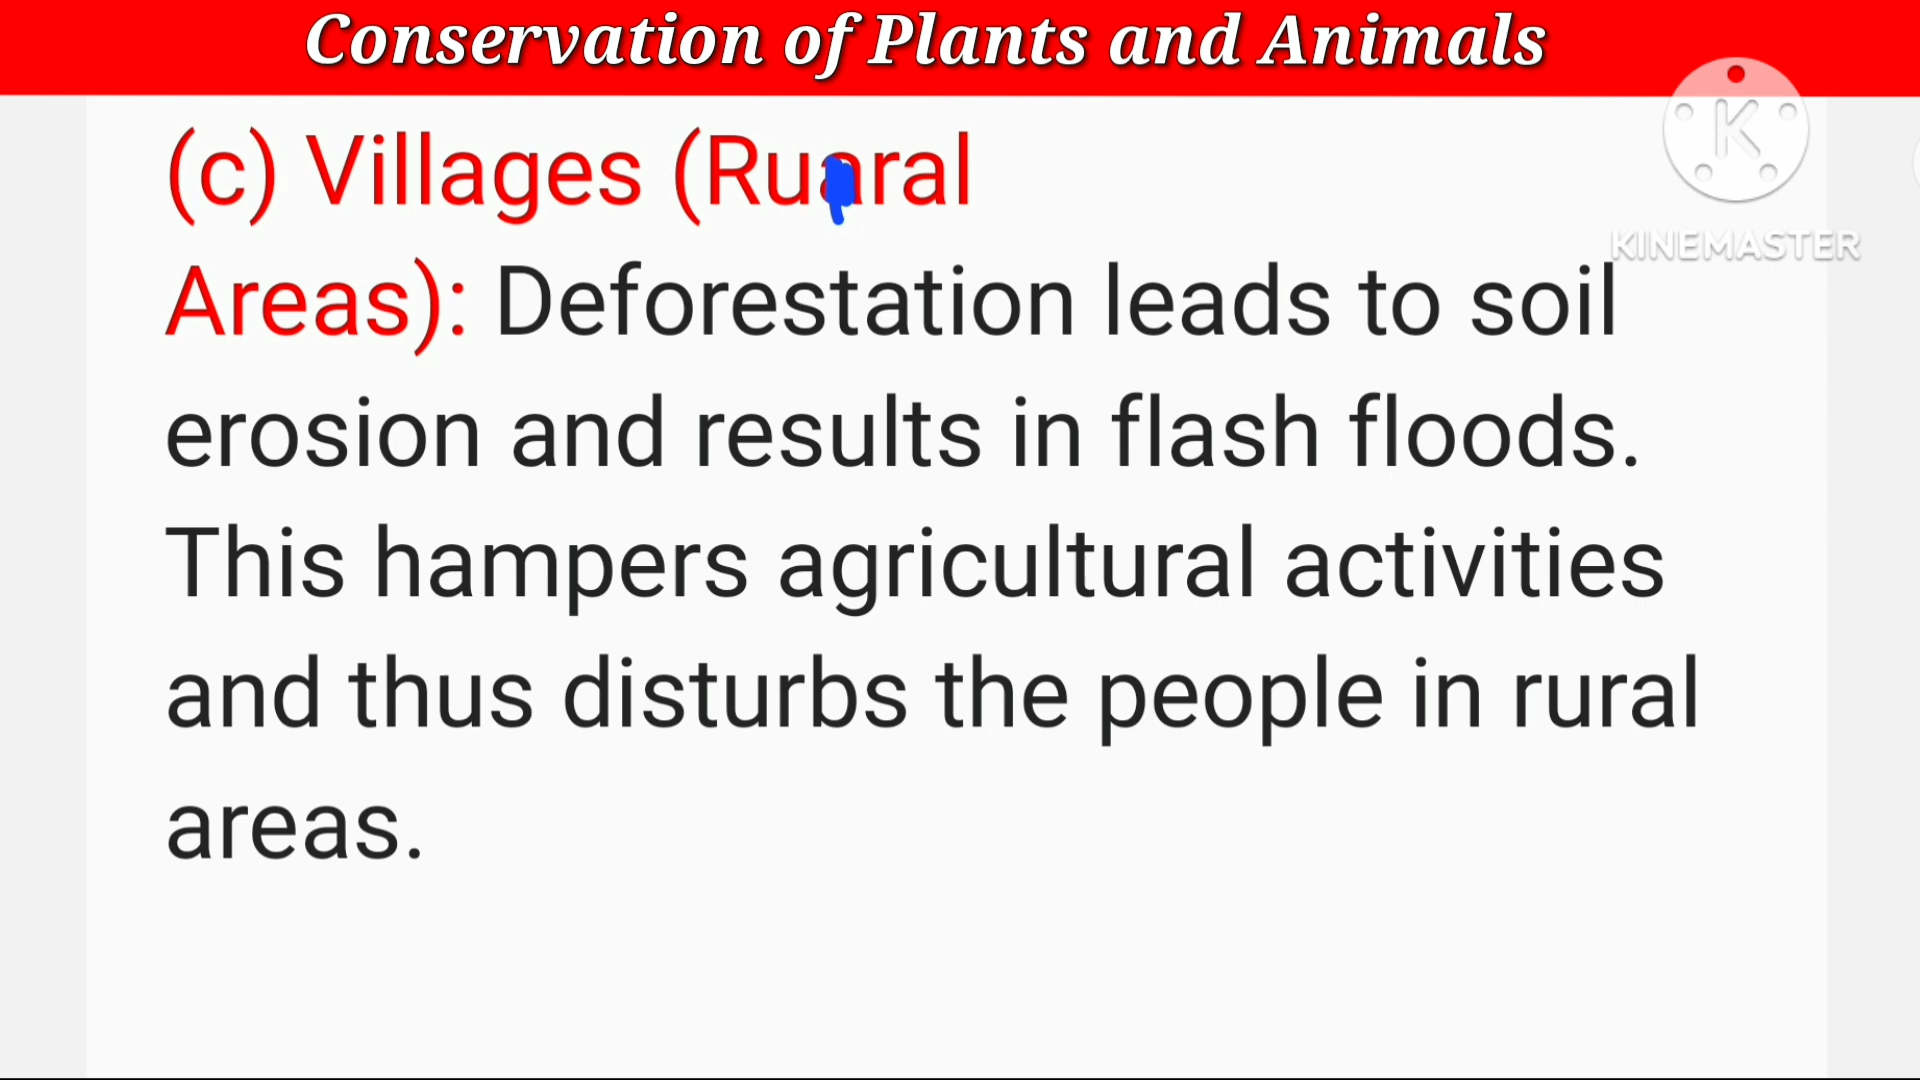 Conservation of Plants and Animals
(c) Villages (Ruaral
Areas): Deforestation leads to soil
erosion and results in flash floods.
This hampers agricultural activities
and thus disturbs the people in rural
areas.
K
KINEMASTER